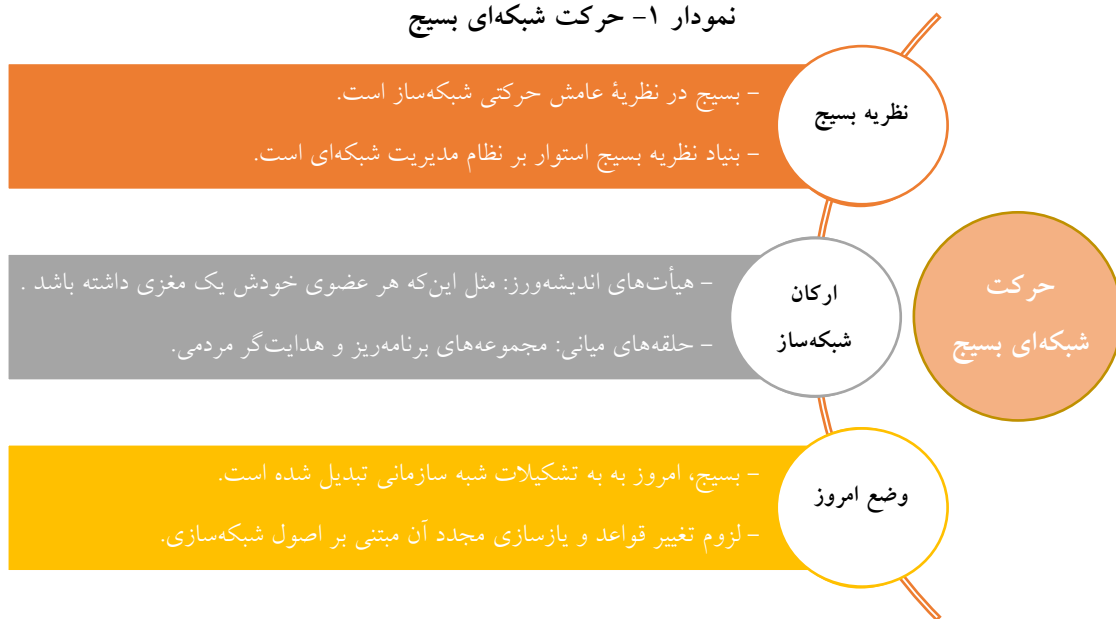 نمودار ۱- حرکت شبکه‌ای بسیج
نظریه بسیج
- بسیج در نظریهٔ عامش حرکتی شبکه‌ساز است.
- بنیاد نظریه بسیج استوار بر نظام مدیریت شبکه‌ای است.
حرکت
شبکه‌ای بسیج
ارکان
شبکه‌ساز
- هیأت‌های اندیشه‌ورز: مثل این‌که هر عضوی خودش یک مغزی داشته باشد .
- حلقه‌های میانی: مجموعه‌های برنامه‌ریز و هدایت‌گر مردمی.
وضع امروز
- بسیج، امروز به به تشکیلات شبه سازمانی تبدیل شده است.
- لزوم تغییر قواعد و یازسازی مجدد آن مبتنی بر اصول شبکه‌سازی.